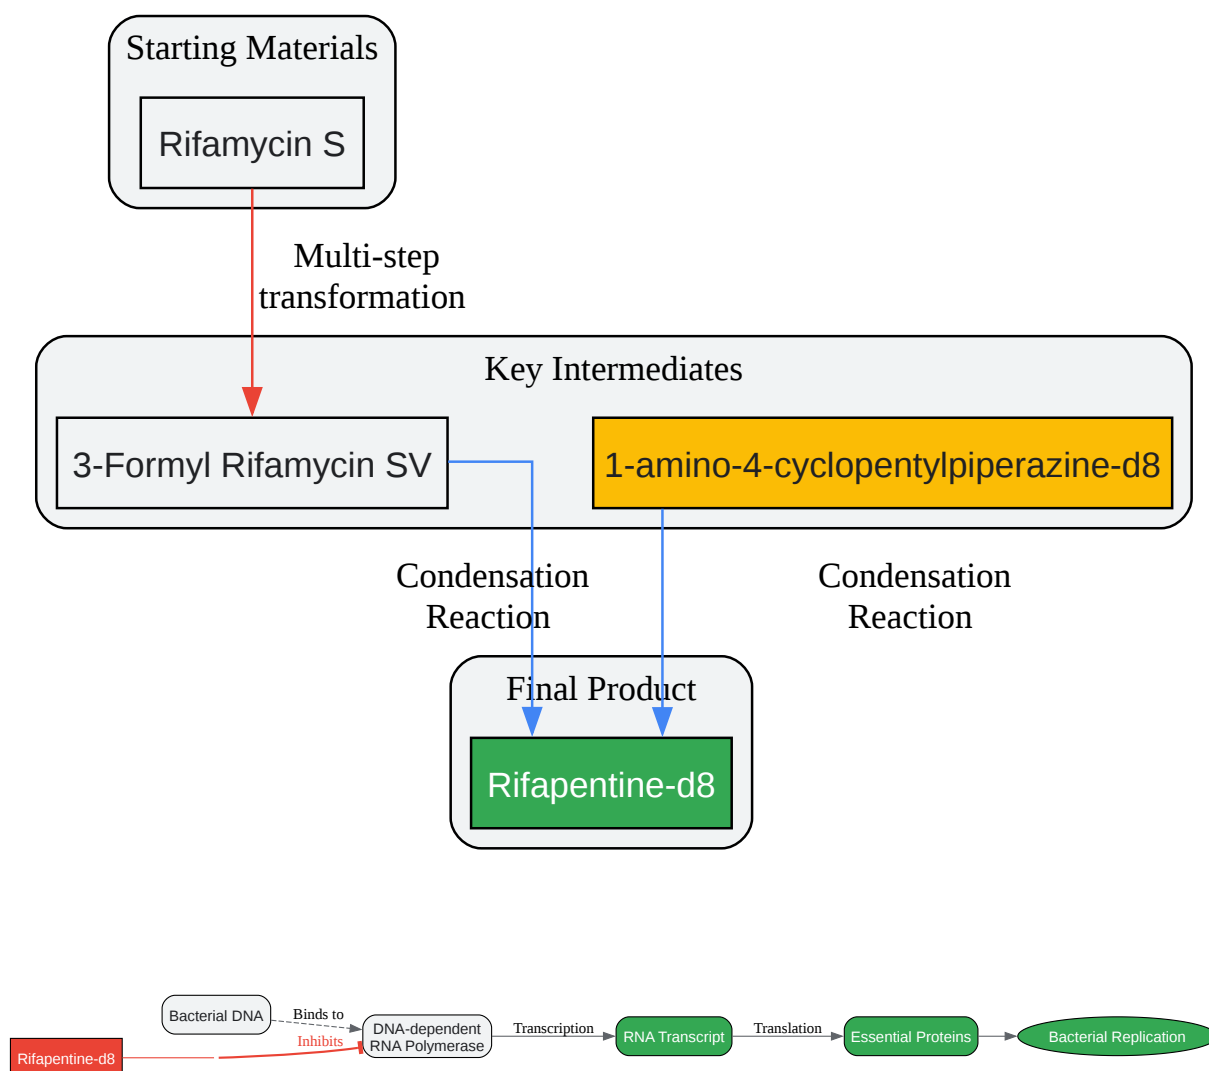 Starting Materials
Rifamycin S
Multi-step
transformation
Key Intermediates
3-Formyl Rifamycin SV
1-amino-4-cyclopentylpiperazine-d8
Condensation
Reaction
Condensation
Reaction
Final Product
Rifapentine-d8
Bacterial DNA
Binds to
Inhibits
Rifapentine-d8
DNA-dependent
RNA Polymerase
Transcription
RNA Transcript
Translation
Essential Proteins
Bacterial Replication